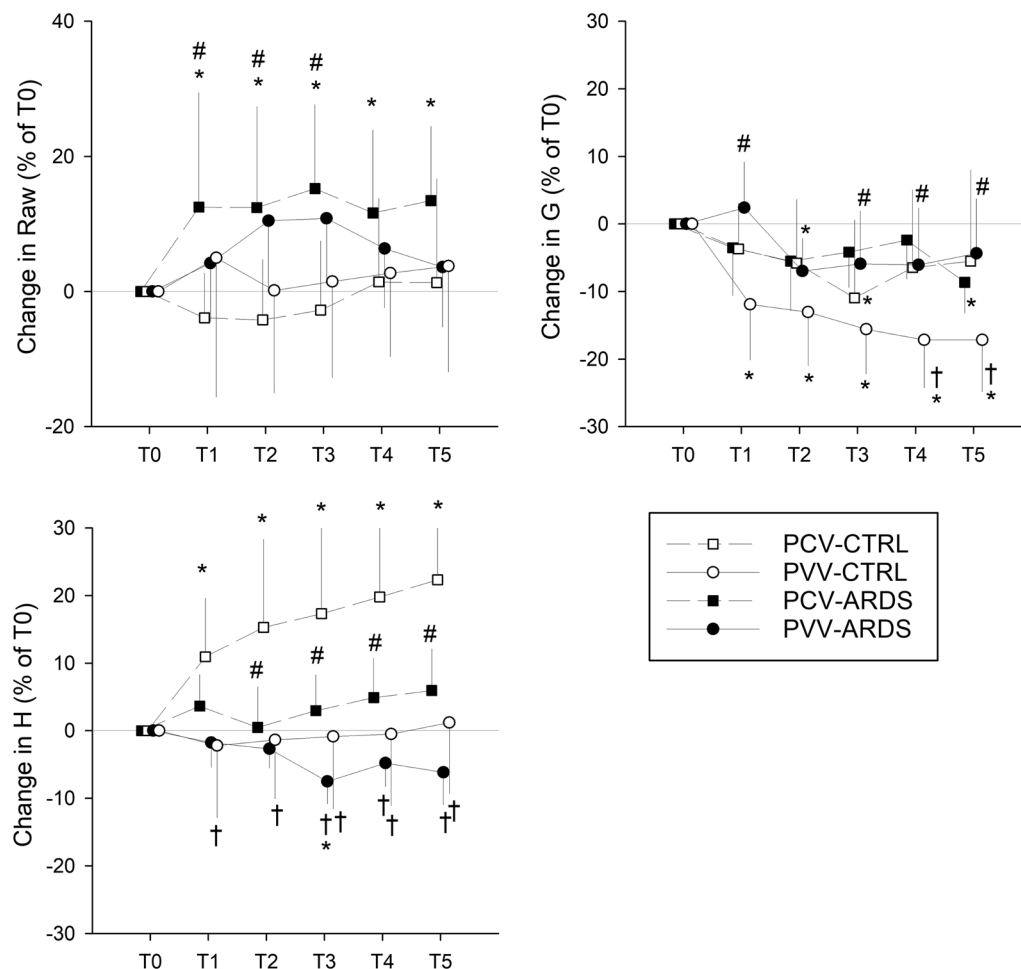 Change in Raw (% of T0)
40
20
0
-20
# # #
* * * * *
T0 T1 T2 T3 T4 T5
Change in G (% of T0)
30
20
10
0
-10
-20
-30
# # # #
*
* *
* * * † * † *
T0 T1 T2 T3 T4 T5
Change in H (% of T0)
30
20
10
0
-10
-20
-30
* * * * *
# # # #
† † † † † † † †
*
T0 T1 T2 T3 T4 T5
PCV-CTRL
PVV-CTRL
PCV-ARDS
PVV-ARDS